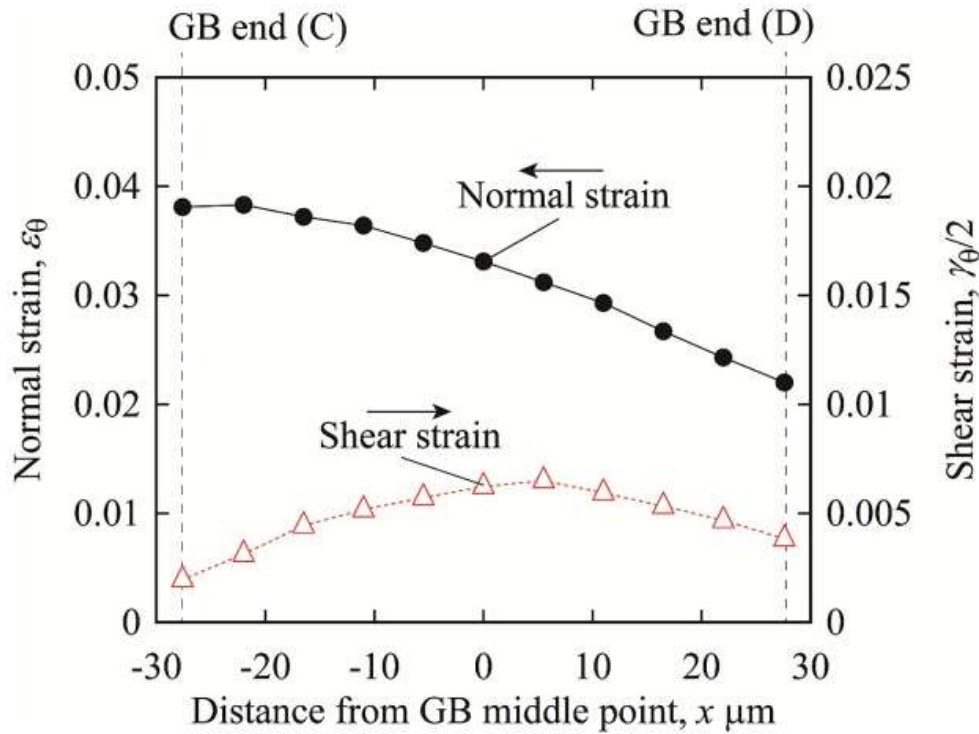 GB end (C)
GB end (D)
0.05
0.04
0.03
0.02
0.01
0
Normal strain, εθ
0.025
0.02
0.015
0.01
0.005
0
Shear strain, γθ/2
Normal strain
Shear strain
-30 -20 -10 0 10 20 30
Distance from GB middle point, x μm